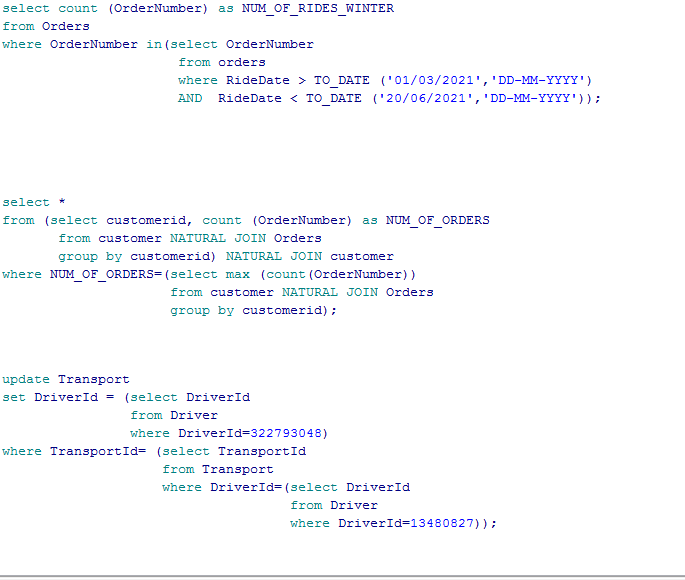 select count (OrderNumber) as NUM_OF_RIDES_WINTER
from Orders
where OrderNumber in(select OrderNumber
from orders
where RideDate > TO_DATE ('01/03/2021','DD-MM-YYYY')
AND RideDate < TO_DATE ('20/06/2021','DD-MM-YYYY'));
select *
from (select customerid, count (OrderNumber) as NUM_OF_ORDERS
from customer NATURAL JOIN Orders
group by customerid) NATURAL JOIN customer
where NUM_OF_ORDERS=(select max (count(OrderNumber))
from customer NATURAL JOIN Orders
group by customerid);
update Transport
set DriverId = (select DriverId
from Driver
where DriverId=322793048)
where TransportId= (select TransportId
from Transport
where DriverId=(select DriverId
from Driver
where DriverId=13480827));